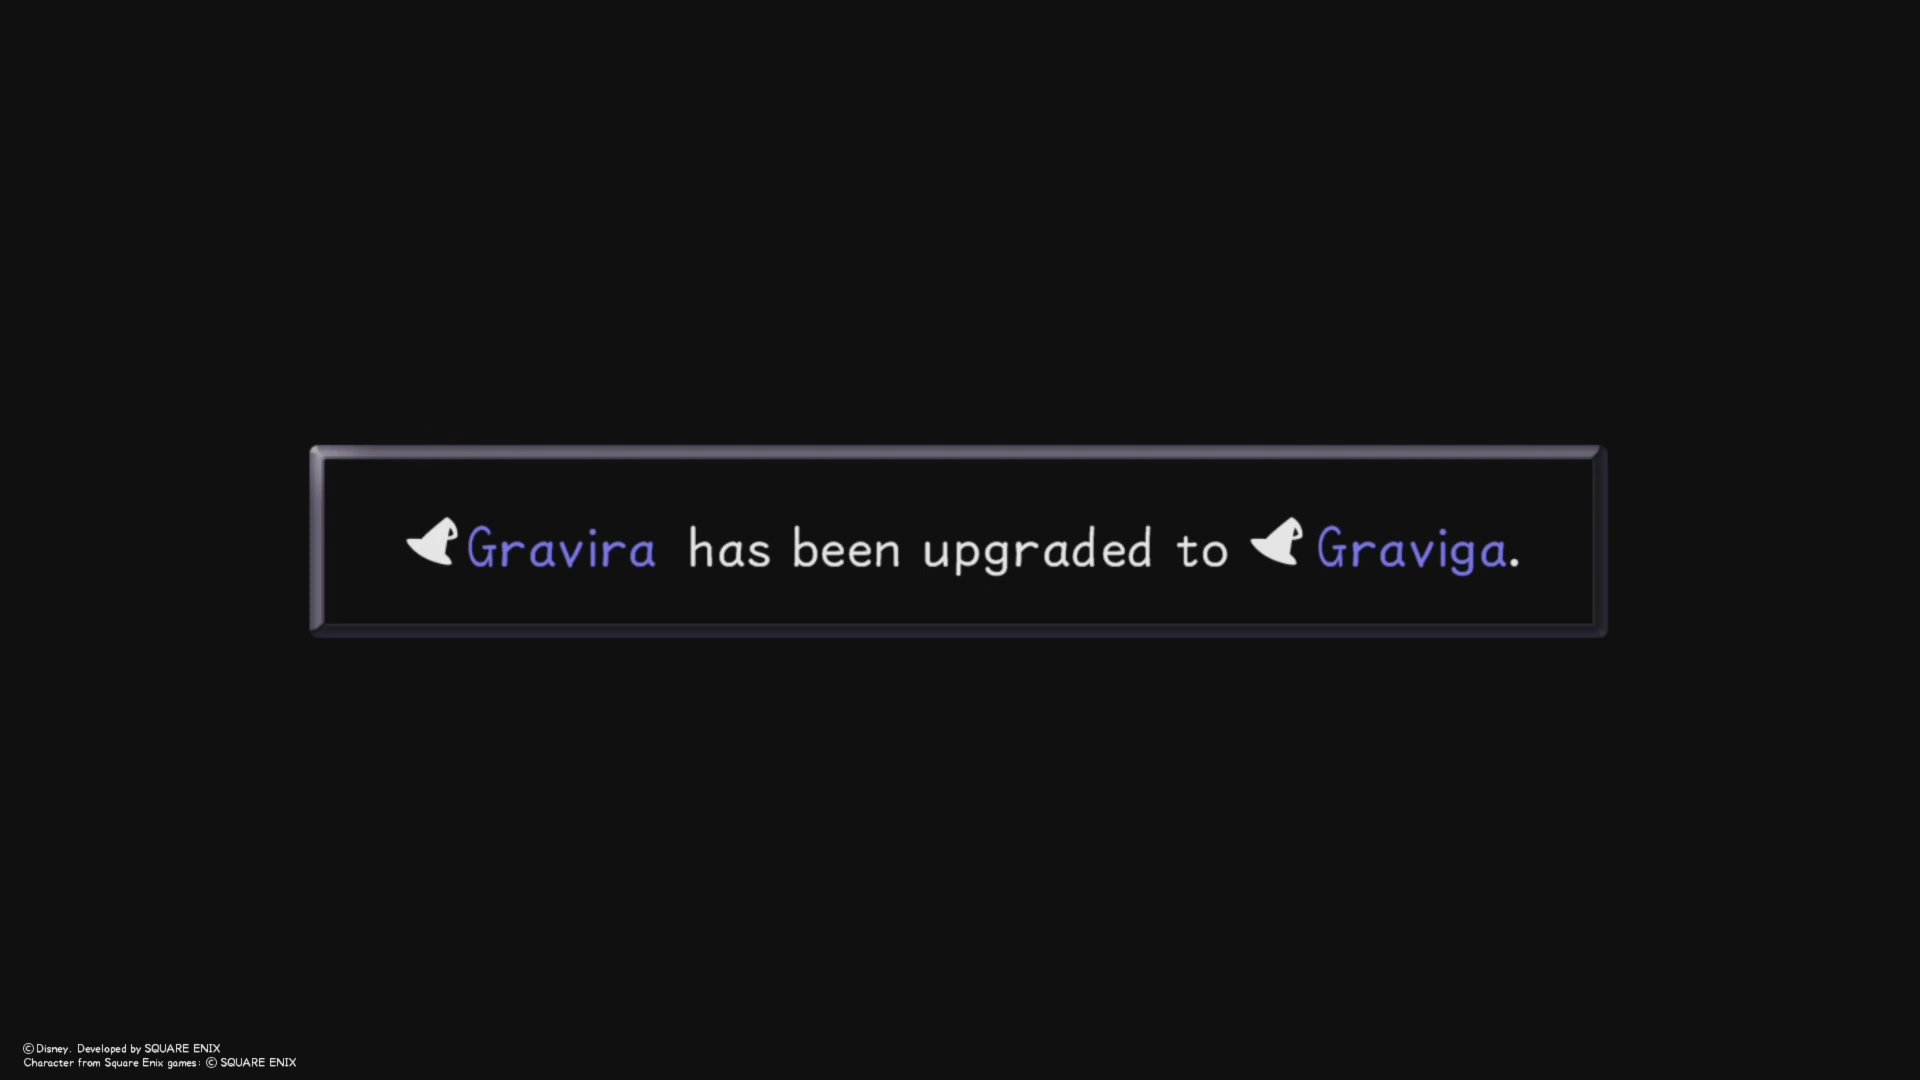 Gravira has been upgraded to Graviga.
©Disney. Developed by SQUARE ENIX
Character from Square Enix games: © SQUARE ENIX